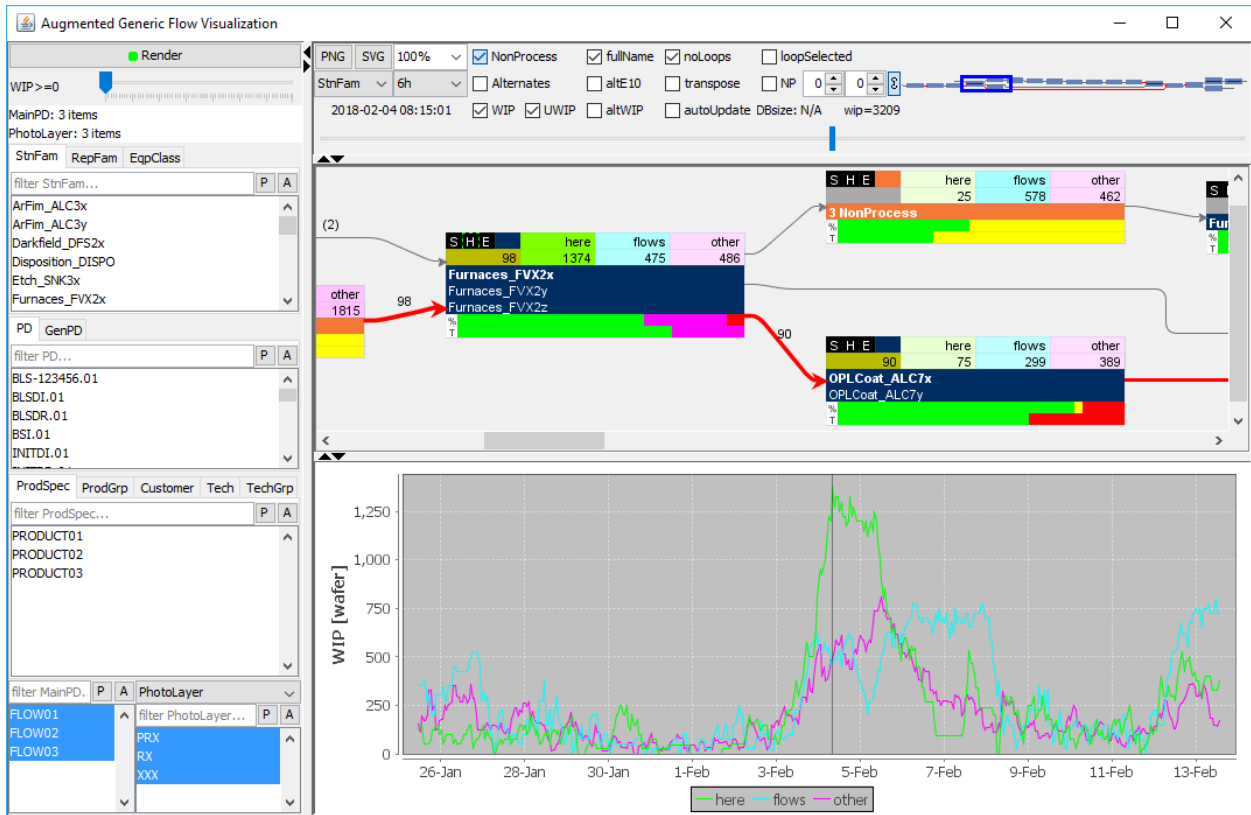 Augmented Generic Flow Visualization
Render
WIP>=0
MainPD: 3 items
PhotoLayer: 3 items
StnFam RepFam EqpClass
filter StnFam... P A
ArFim_ALC3x
ArFim_ALC3y
Darkfield_DFS2x
Disposition_DISPO
Etch_SNK3x
Furnaces_FVX2x
PD GenPD
filter PD... P A
BLS-123456.01
BLSDI.01
BLSDR.01
BSI.01
INITDI.01
ProdSpec ProdGrp Customer Tech TechGrp
filter ProdSpec... P A
PRODUCT01
PRODUCT02
PRODUCT03
filter MainPD. P A PhotoLayer
FLOW01
FLOW02
FLOW03
filter PhotoLayer... P A
PRX
RX
XXX
PNG SVG 100% NonProcess fullName noLoops loopSelected
StnFam 6h Alternates altE10 transpose NP 0 0 8
2018-02-04 08:15:01 WIP UWIP altWIP autoUpdate DBsize: N/A wip=3209
(2)
other
1815
98
S H E here flows other
98 1374 475 486
Furnaces_FVX2x
Furnaces_FVX2y
Furnaces_FVX2z
%
T
90
S H E here flows other
25 578 462
3 NonProcess
%
T
S H E here flows other
90 75 299 389
OPLCoat_ALC7x
OPLCoat_ALC7y
%
T
S
Fur
%
T
WIP [wafer]
1,250
1,000
750
500
250
0
26-Jan 28-Jan 30-Jan 1-Feb 3-Feb 5-Feb 7-Feb 9-Feb 11-Feb 13-Feb
here flows other